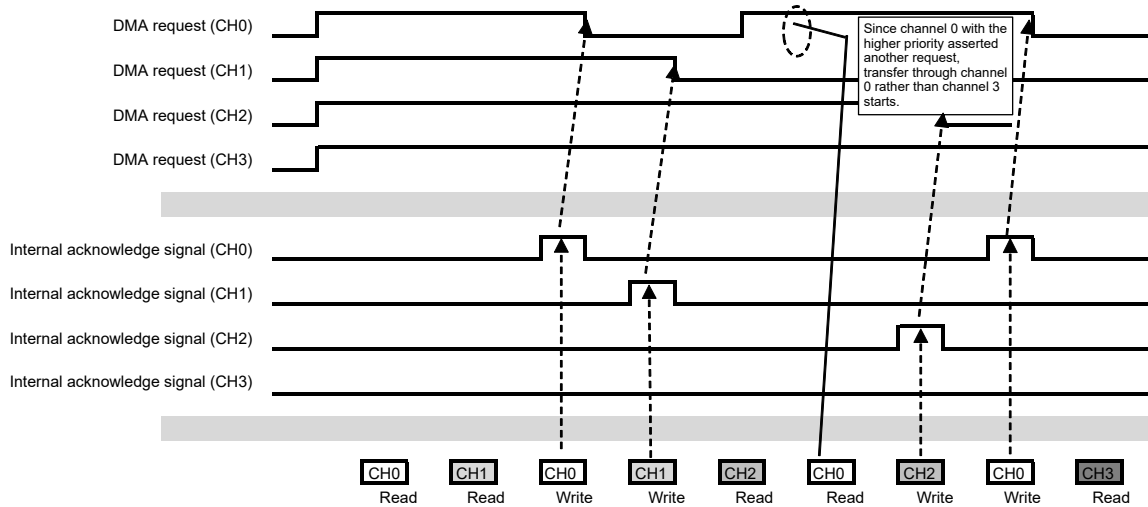 DMA request (CH0)
Since channel 0 with the
higher priority asserted
another request,
transfer through channel
0 rather than channel 3
starts.
DMA request (CH1)
DMA request (CH2)
DMA request (CH3)
Internal acknowledge signal (CH0)
Internal acknowledge signal (CH1)
Internal acknowledge signal (CH2)
Internal acknowledge signal (CH3)
CH0 CH1 CH0 CH1 CH2 CH0 CH2 CH0 CH3
Read Read Write Write Read Read Write Write Read